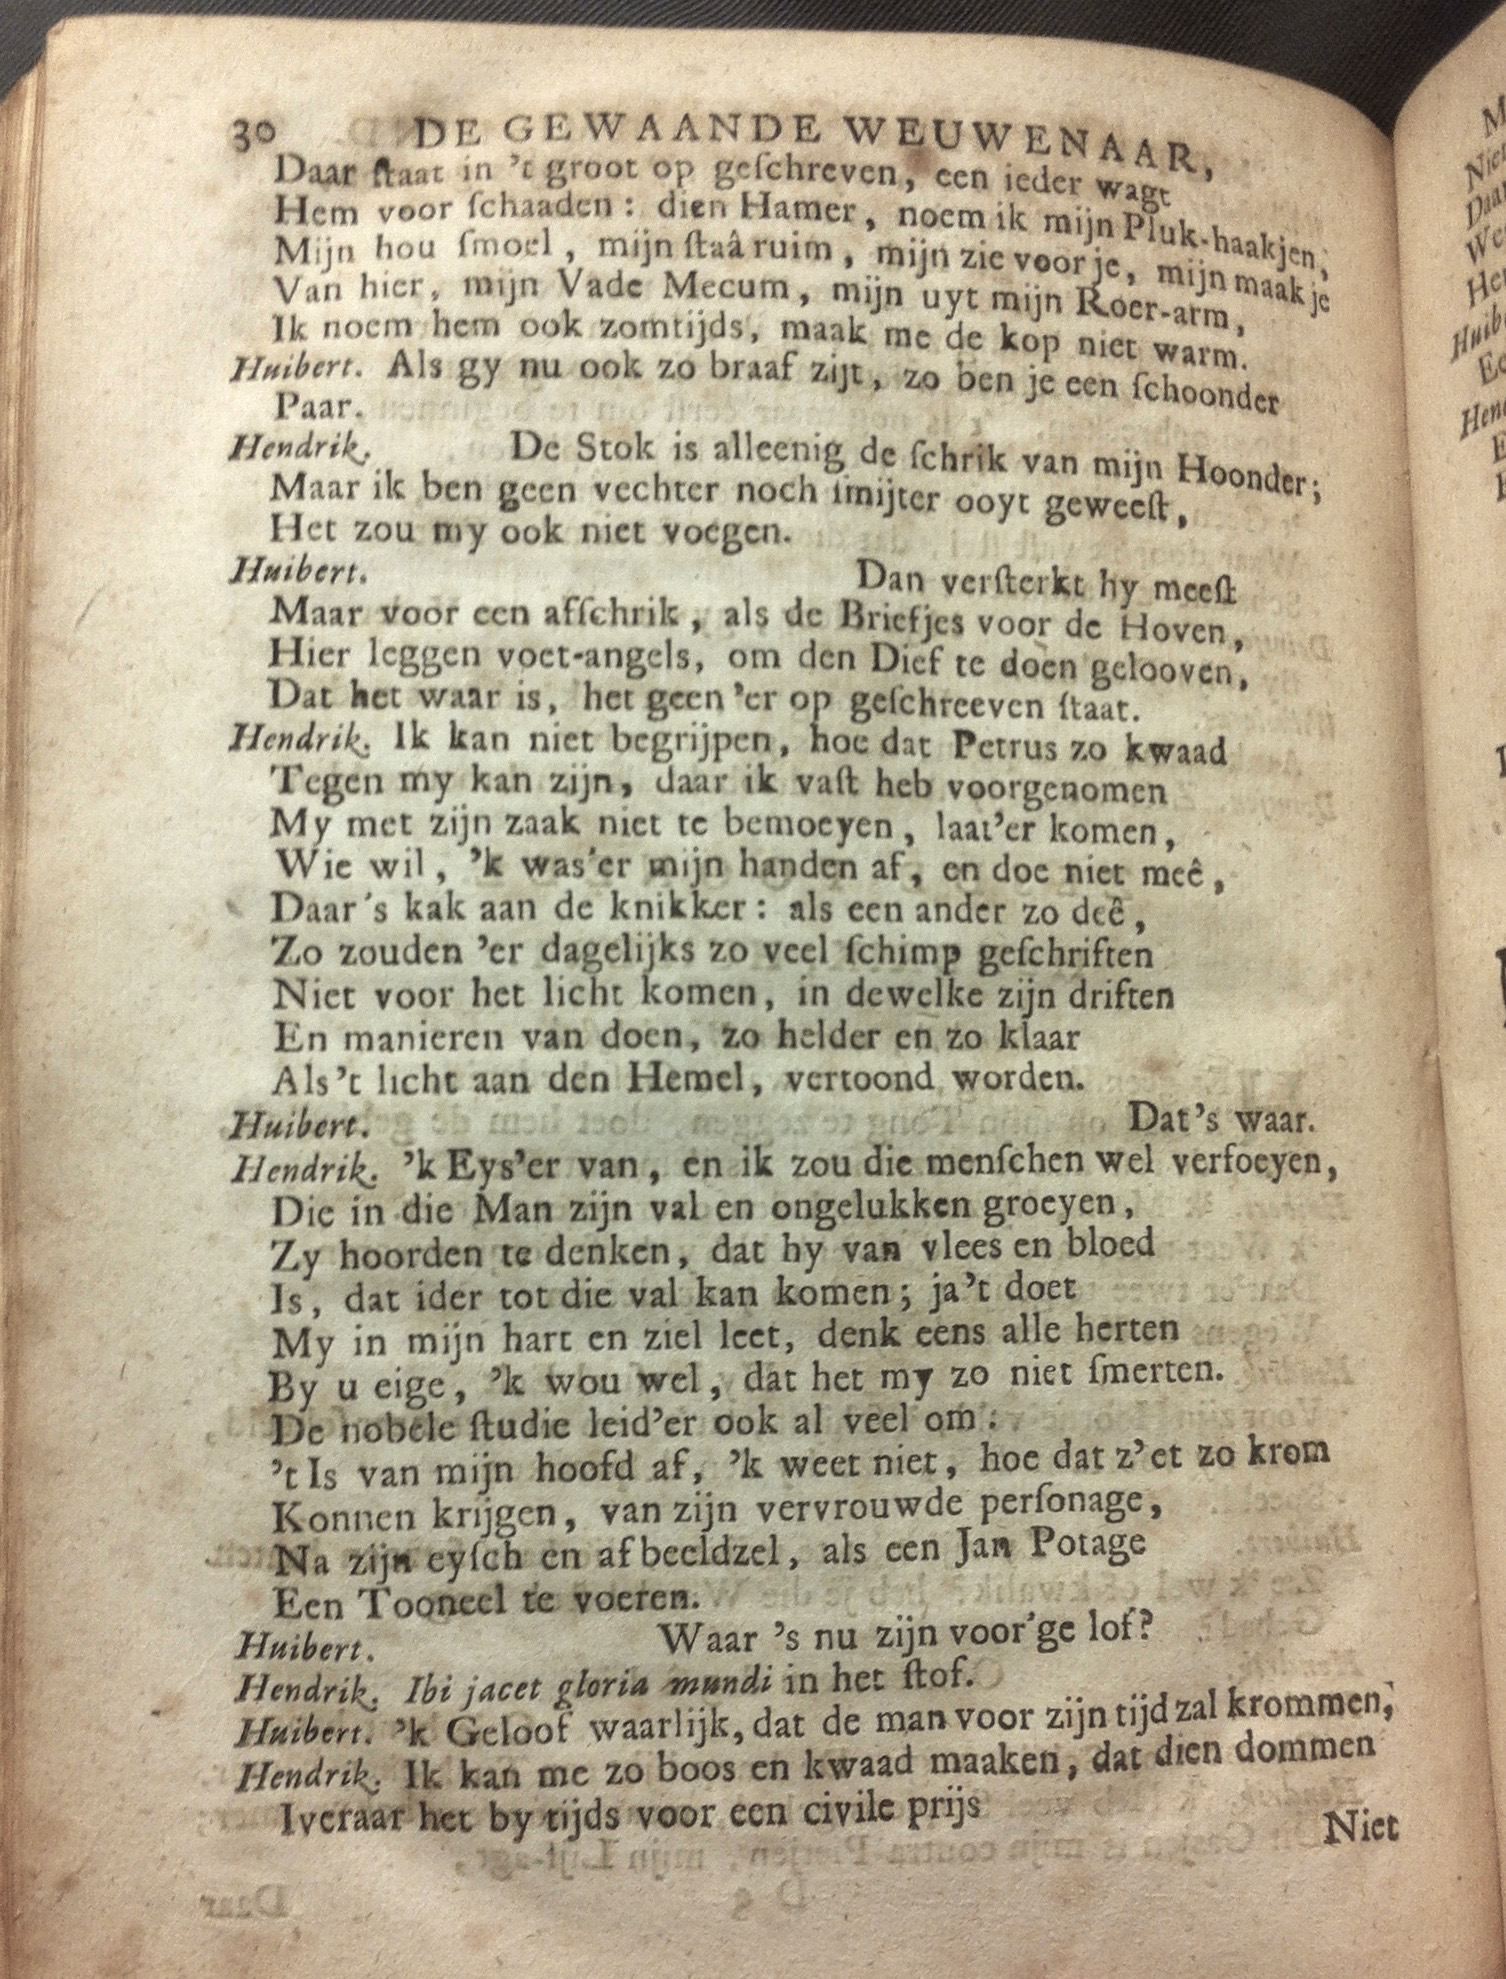 30 DE GEWAANDE WEUWENAAR,
Daar ſtaat in 't groot op geſchreven, een ieder wagt
Hem voor ſchaaden: dien Hamer, noem ik mijn Pluk-haakjen,
Mijn hou ſmoel, mijn ſtaâ ruim, mijn zie voor je, mijn maak je
Van hier, mijn Vade Mecum, mijn uyt mijn Roer-arm,
Ik noem hem ook zomtijds, maak me de kop niet warm.
Huibert. Als gy nu ook zo braaf zijt, zo ben je een ſchoonder
Paar.
Hendrik. De Stok is alleenig de ſchrik van mijn Hoonder;
Maar ik ben geen vechter noch ſmijter ooyt geweeſt,
Het zou my ook niet voegen.
Huibert. Dan verſterkt hy meeſt
Maar voor een afſchrik, als de Briefjes voor de Hoven,
Hier leggen voet-angels, om den Dief te doen gelooven,
Dat het waar is, het geen 'er op geſchreeven ſtaat.
Hendrik. Ik kan niet begrijpen, hoe dat Petrus zo kwaad
Tegen my kan zijn, daar ik vaſt heb voorgenomen
My met zijn zaak niet te bemoeyen, laat'er komen,
Wie wil, 'k was'er mijn handen af, en doe niet meê,
Daar's kak aan de knikker: als een ander zo deê,
Zo zouden 'er dagelijks zo veel ſchimp geſchriften
Niet voor het licht komen, in dewelke zijn driften
En manieren van doen, zo helder en zo klaar
Als 't licht aan den Hemel, vertoond worden.
Huibert. Dat's waar.
Hendrik. 'k Eys'er van, en ik zou die menſchen wel verfoeyen,
Die in die Man zijn val en ongelukken groeyen,
Zy hoorden te denken, dat hy van vlees en bloed
Is, dat ider tot die val kan komen; ja 't doet
My in mijn hart en ziel leet, denk eens alle herten
By u eige, 'k wou wel, dat het my zo niet ſmerten.
De nobele ſtudie leid'er ook al veel om:
't Is van mijn hoofd af, 'k weet niet, hoe dat z'et zo krom
Konnen krijgen, van zijn vervrouwde perſonage,
Na zijn eyſch en afbeeldzel, als een Jan Potage
Een Tooneel te voeren.
Huibert. Waar 's nu zijn voor'ge lof?
Hendrik. Ibi jacet gloria mundi in het ſtof.
Huibert. 'k Geloof waarlijk, dat de man voor zijn tijd zal krommen,
Hendrik. Ik kan me zo boos en kwaad maaken, dat dien dommen
Iveraar het by tijds voor een civile prijs
Niet